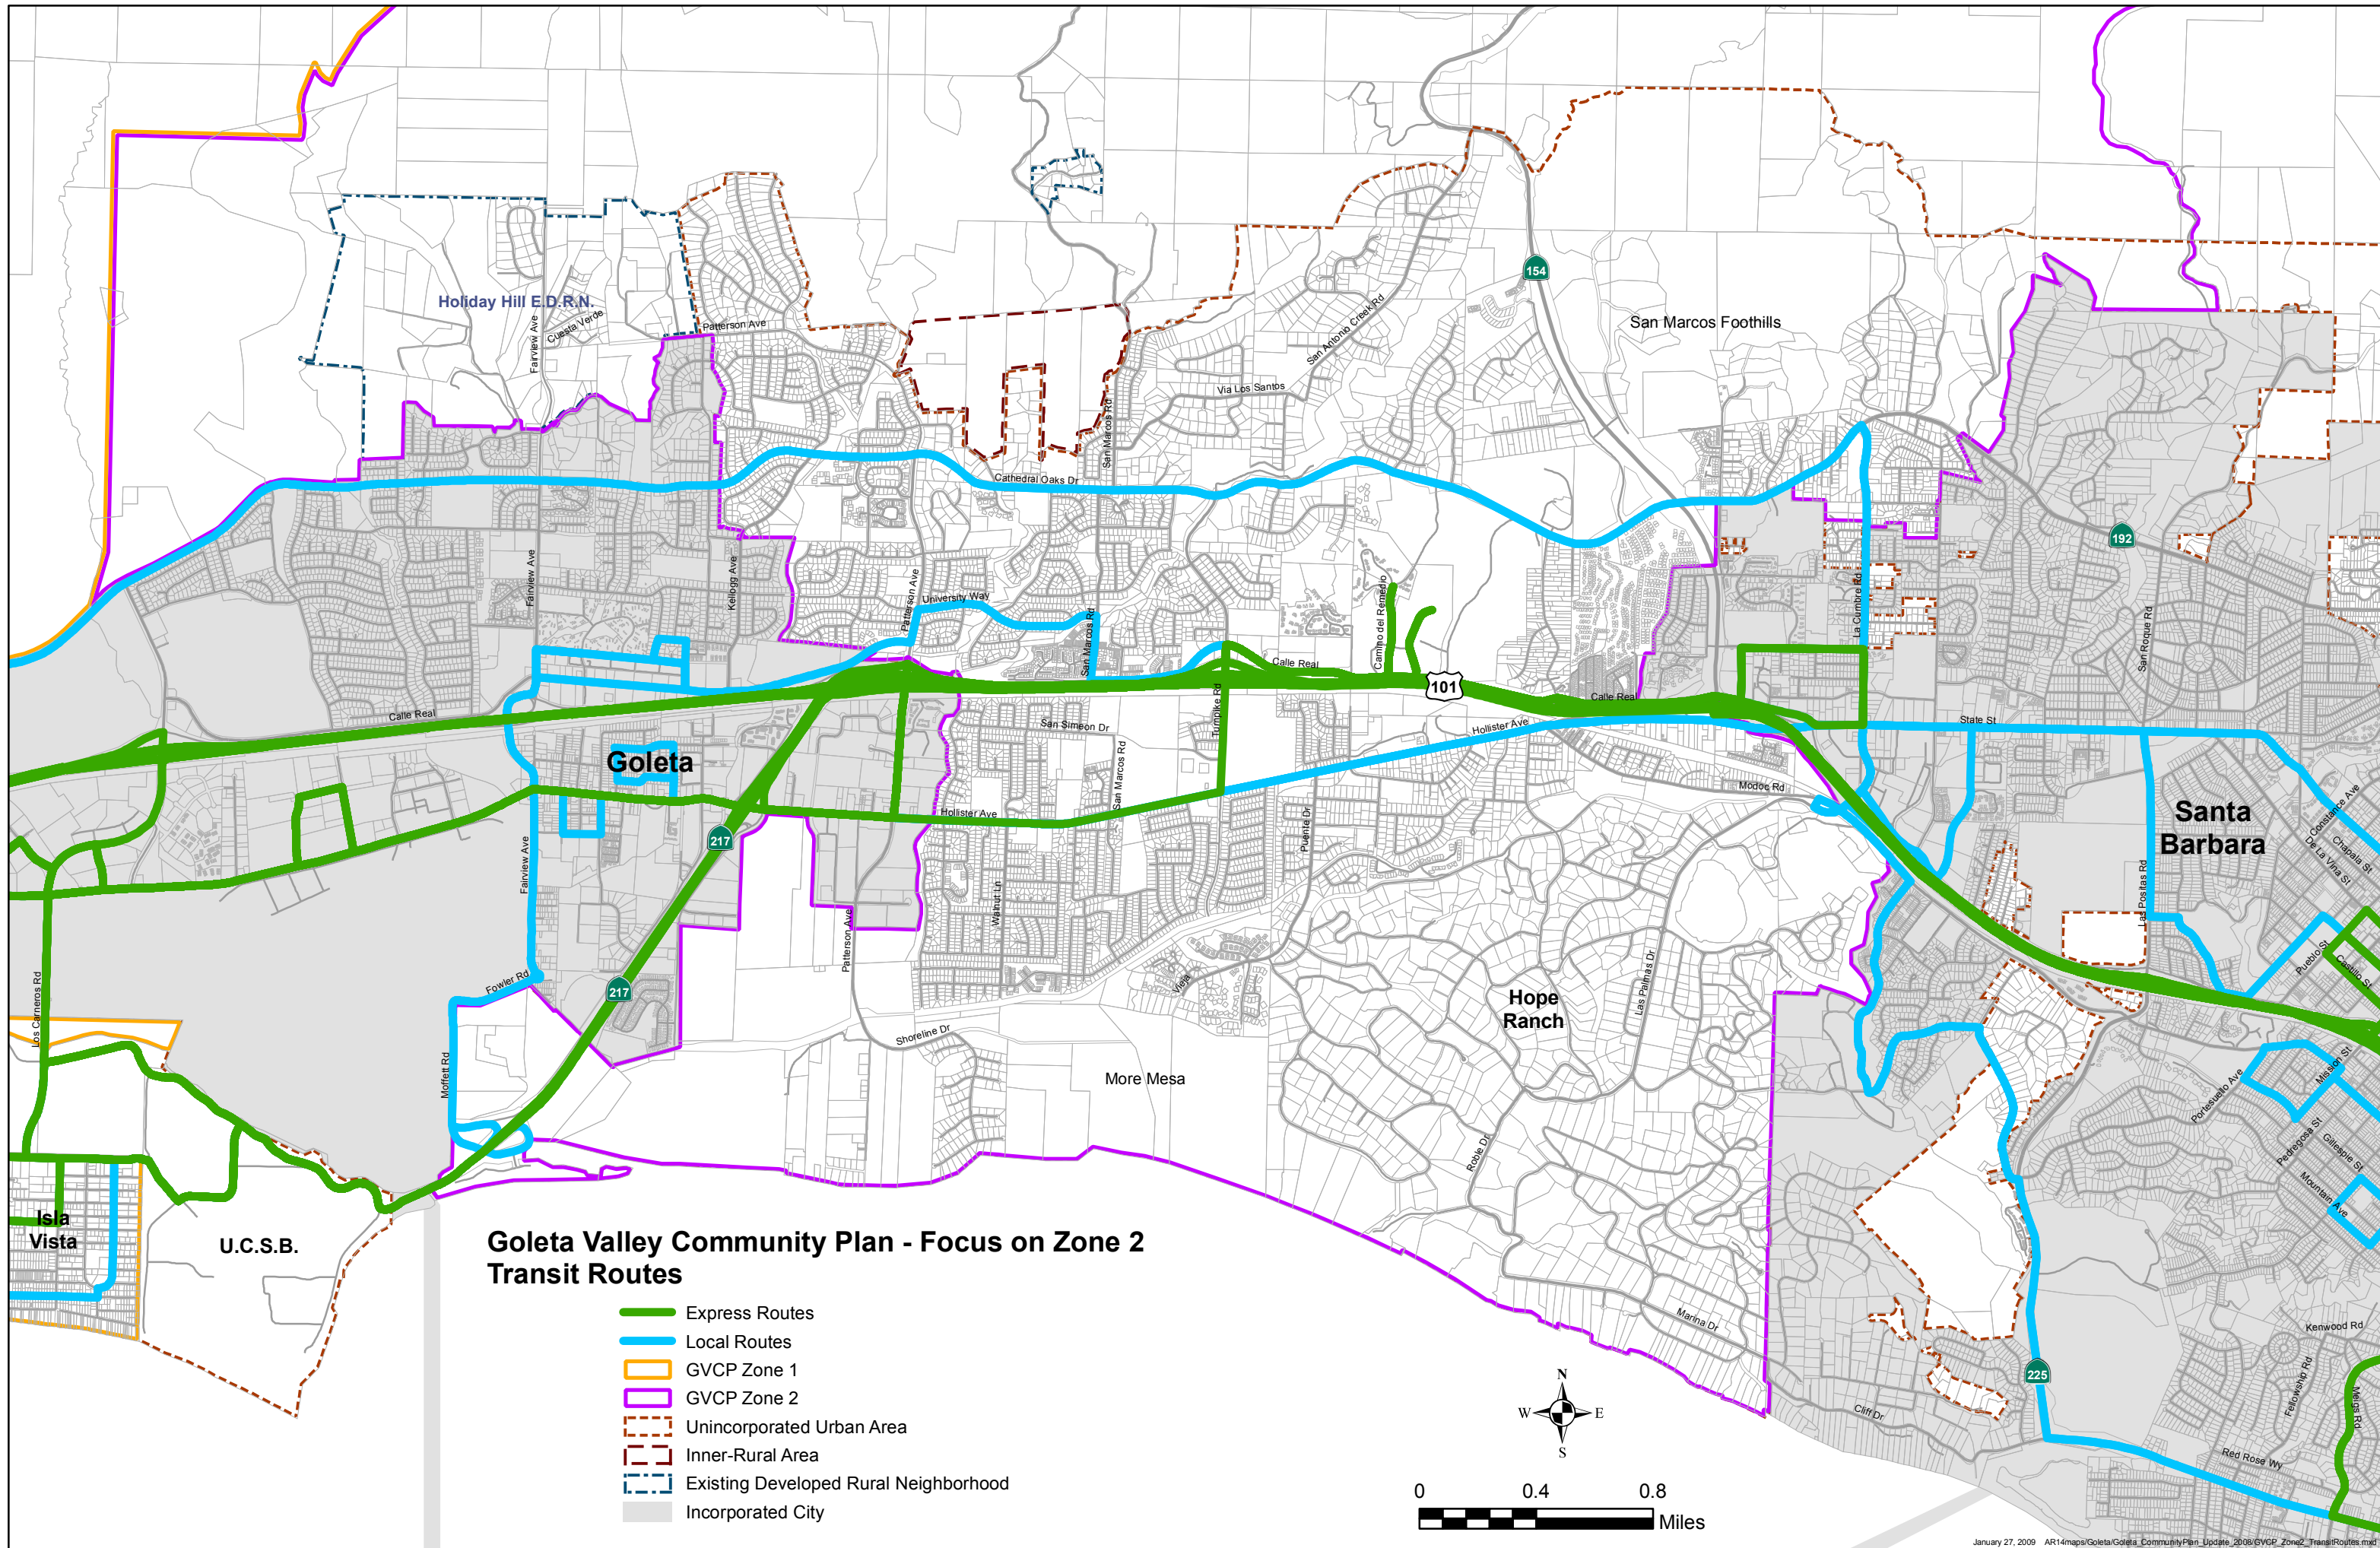 Holiday Hill E.D.R.N.
Fairview Ave
Cuesta Verde
Patterson Ave
154
San Marcos Foothills
San Antonio Creek Rd
Via Los Santos
San Marcos Rd
Cathedral Oaks Dr
192
Fairview Ave
Kellogg Ave
Patterson Ave
University Way
San Marcos Rd
Camino del Remedio
La Cumbre Rd
San Roque Rd
Calle Real
101
Calle Real
Calle Real
Turnpike Rd
San Simeon Dr
San Marcos Rd
Hollister Ave
State St
Goleta
Modoc Rd
Hollister Ave
217
Puente Dr
Santa
Barbara
Constance Ave
Chapala St
De La Vina St
Fairview Ave
Walnut Ln
Patterson Ave
Las Positas Rd
Pueblo St
Castillo St
Las Palmas Dr
Vieja
Hope
Ranch
Fowler Rd
217
Los Carneros Rd
Shoreline Dr
Moffett Rd
More Mesa
Mission St
Portesuello Ave
Pedregosa St
Gillespie St
Mountain Ave
Roble Dr
Isla
Vista
U.C.S.B.
Goleta Valley Community Plan - Focus on Zone 2
Transit Routes
Express Routes
Local Routes
GVCP Zone 1
GVCP Zone 2
Unincorporated Urban Area
Inner-Rural Area
Existing Developed Rural Neighborhood
Incorporated City
Marina Dr
Cliff Dr
225
Kenwood Rd
Fellowship Rd
Meigs Rd
Red Rose Wy
N
W
E
S
0 0.4 0.8
Miles
January 27, 2009 AR14maps/Goleta/Goleta_CommunityPlan_Update_2008/GVCP_Zone2_TransitRoutes.mxd